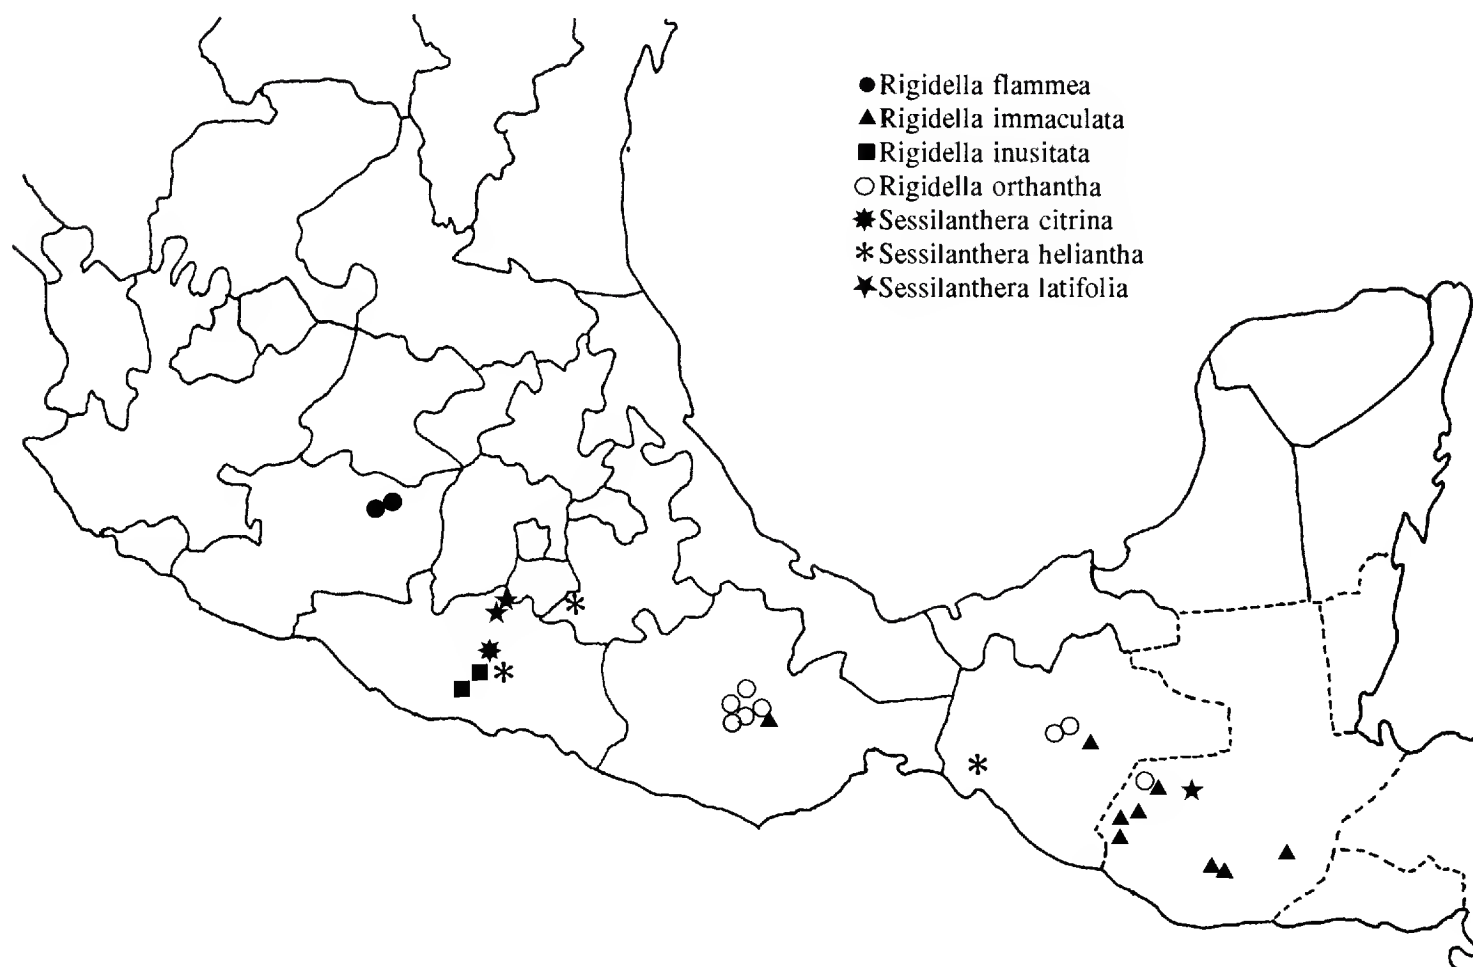 Rigidella flammea
Rigidella immaculata
Rigidella inusitata
Rigidella orthantha
Sessilanthera citrina
Sessilanthera heliantha
Sessilanthera latifolia